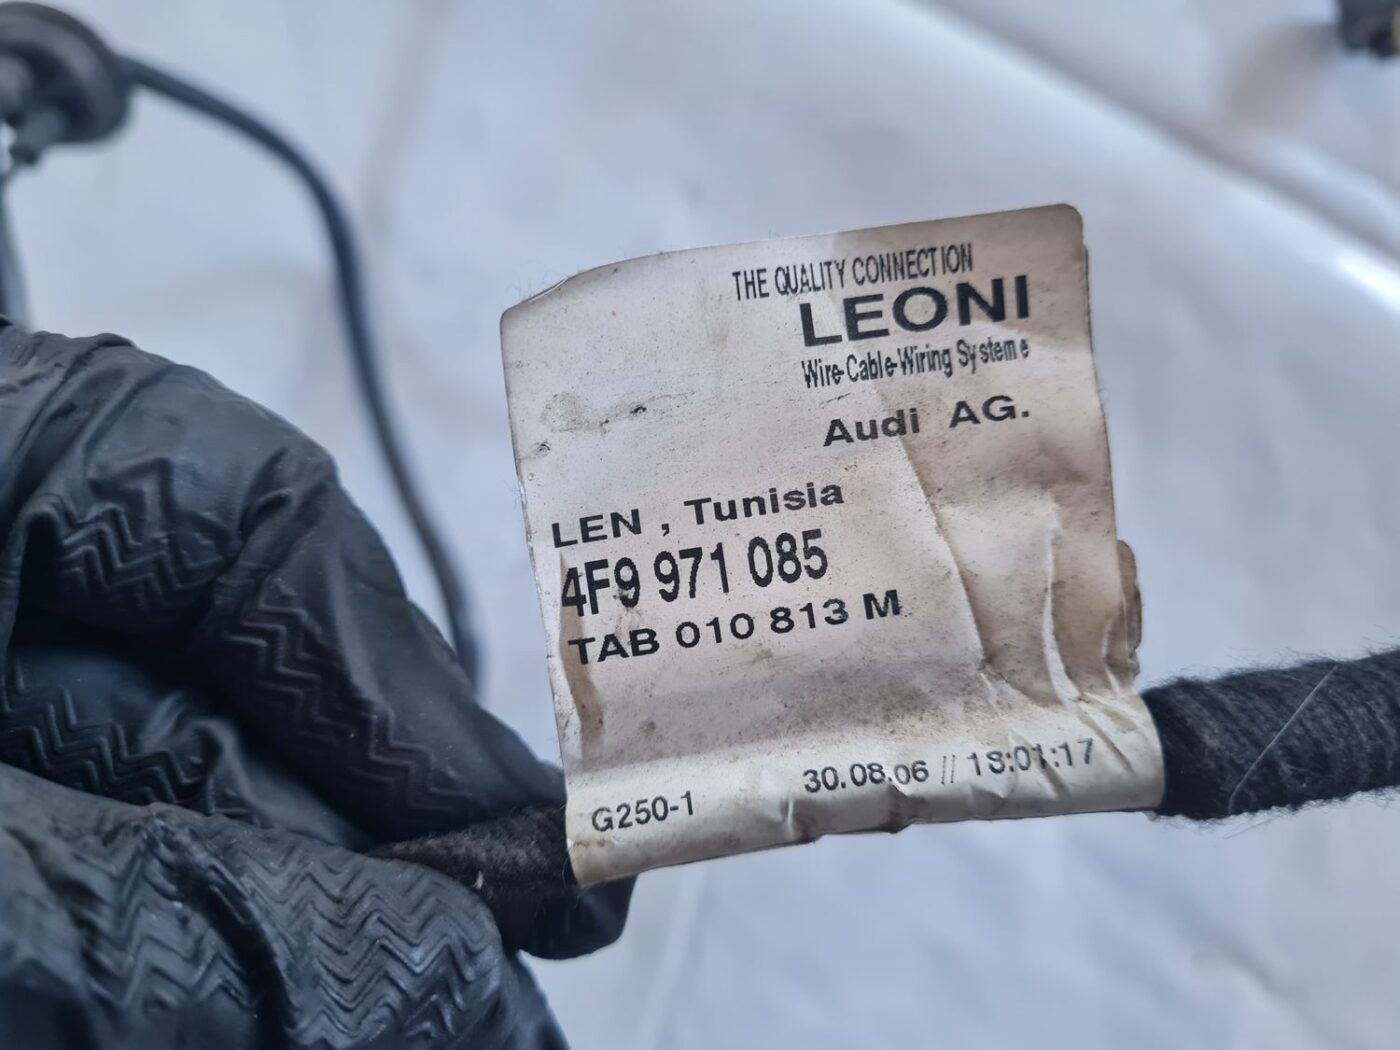 THE QUALITY CONNECTION
LEONI
Wire-Cable-Wiring Systeme
Audi AG.
LEN , Tunisia
4F9 971 085
TAB 010 813 M
30.08.06 // 18:01:17
G250-1